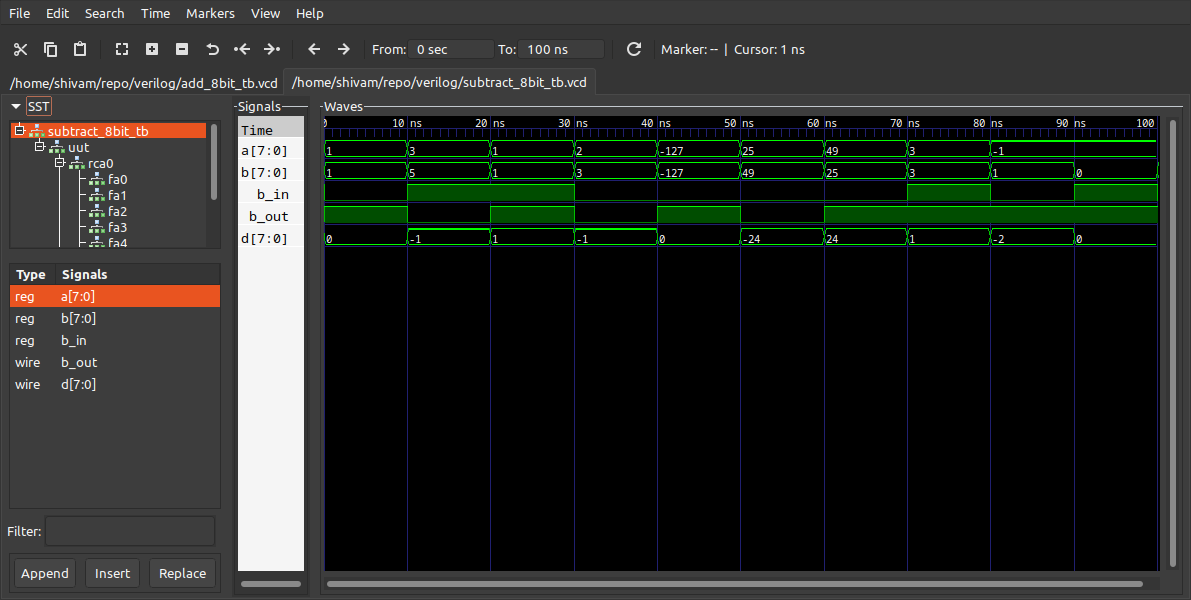 File Edit Search Time Markers View Help
From: 0 sec To: 100 ns Marker: -- | Cursor: 1 ns
/home/shivam/repo/verilog/add_8bit_tb.vcd /home/shivam/repo/verilog/subtract_8bit_tb.vcd
SST
subtract_8bit_tb
uut
rca0
fa0
fa1
fa2
fa3
fa4
Type Signals
reg a[7:0]
reg b[7:0]
reg b_in
wire b_out
wire d[7:0]
Filter:
Append Insert Replace
Signals
Time
a[7:0]
b[7:0]
b_in
b_out
d[7:0]
Waves
10 ns 20 ns 30 ns 40 ns 50 ns 60 ns 70 ns 80 ns 90 ns 100
1 3 1 2 -127 25 49 3 -1
1 5 1 3 -127 49 25 3 1 0
0 -1 1 -1 0 -24 24 1 -2 0